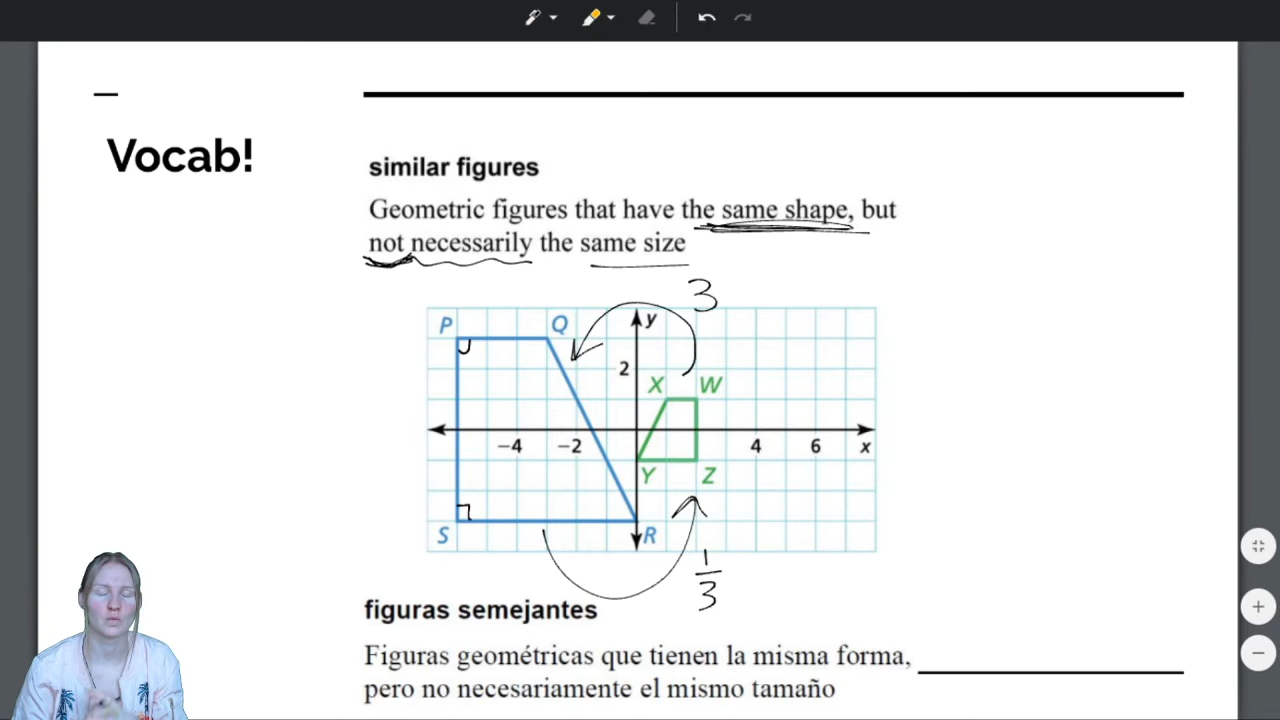 Vocab!
similar figures
Geometric figures that have the same shape, but
not necessarily the same size
3
P
Q
y
2
X
W
-4
-2
4
6
x
Y
Z
S
R
1/3
figuras semejantes
Figuras geométricas que tienen la misma forma,
pero no necesariamente el mismo tamaño